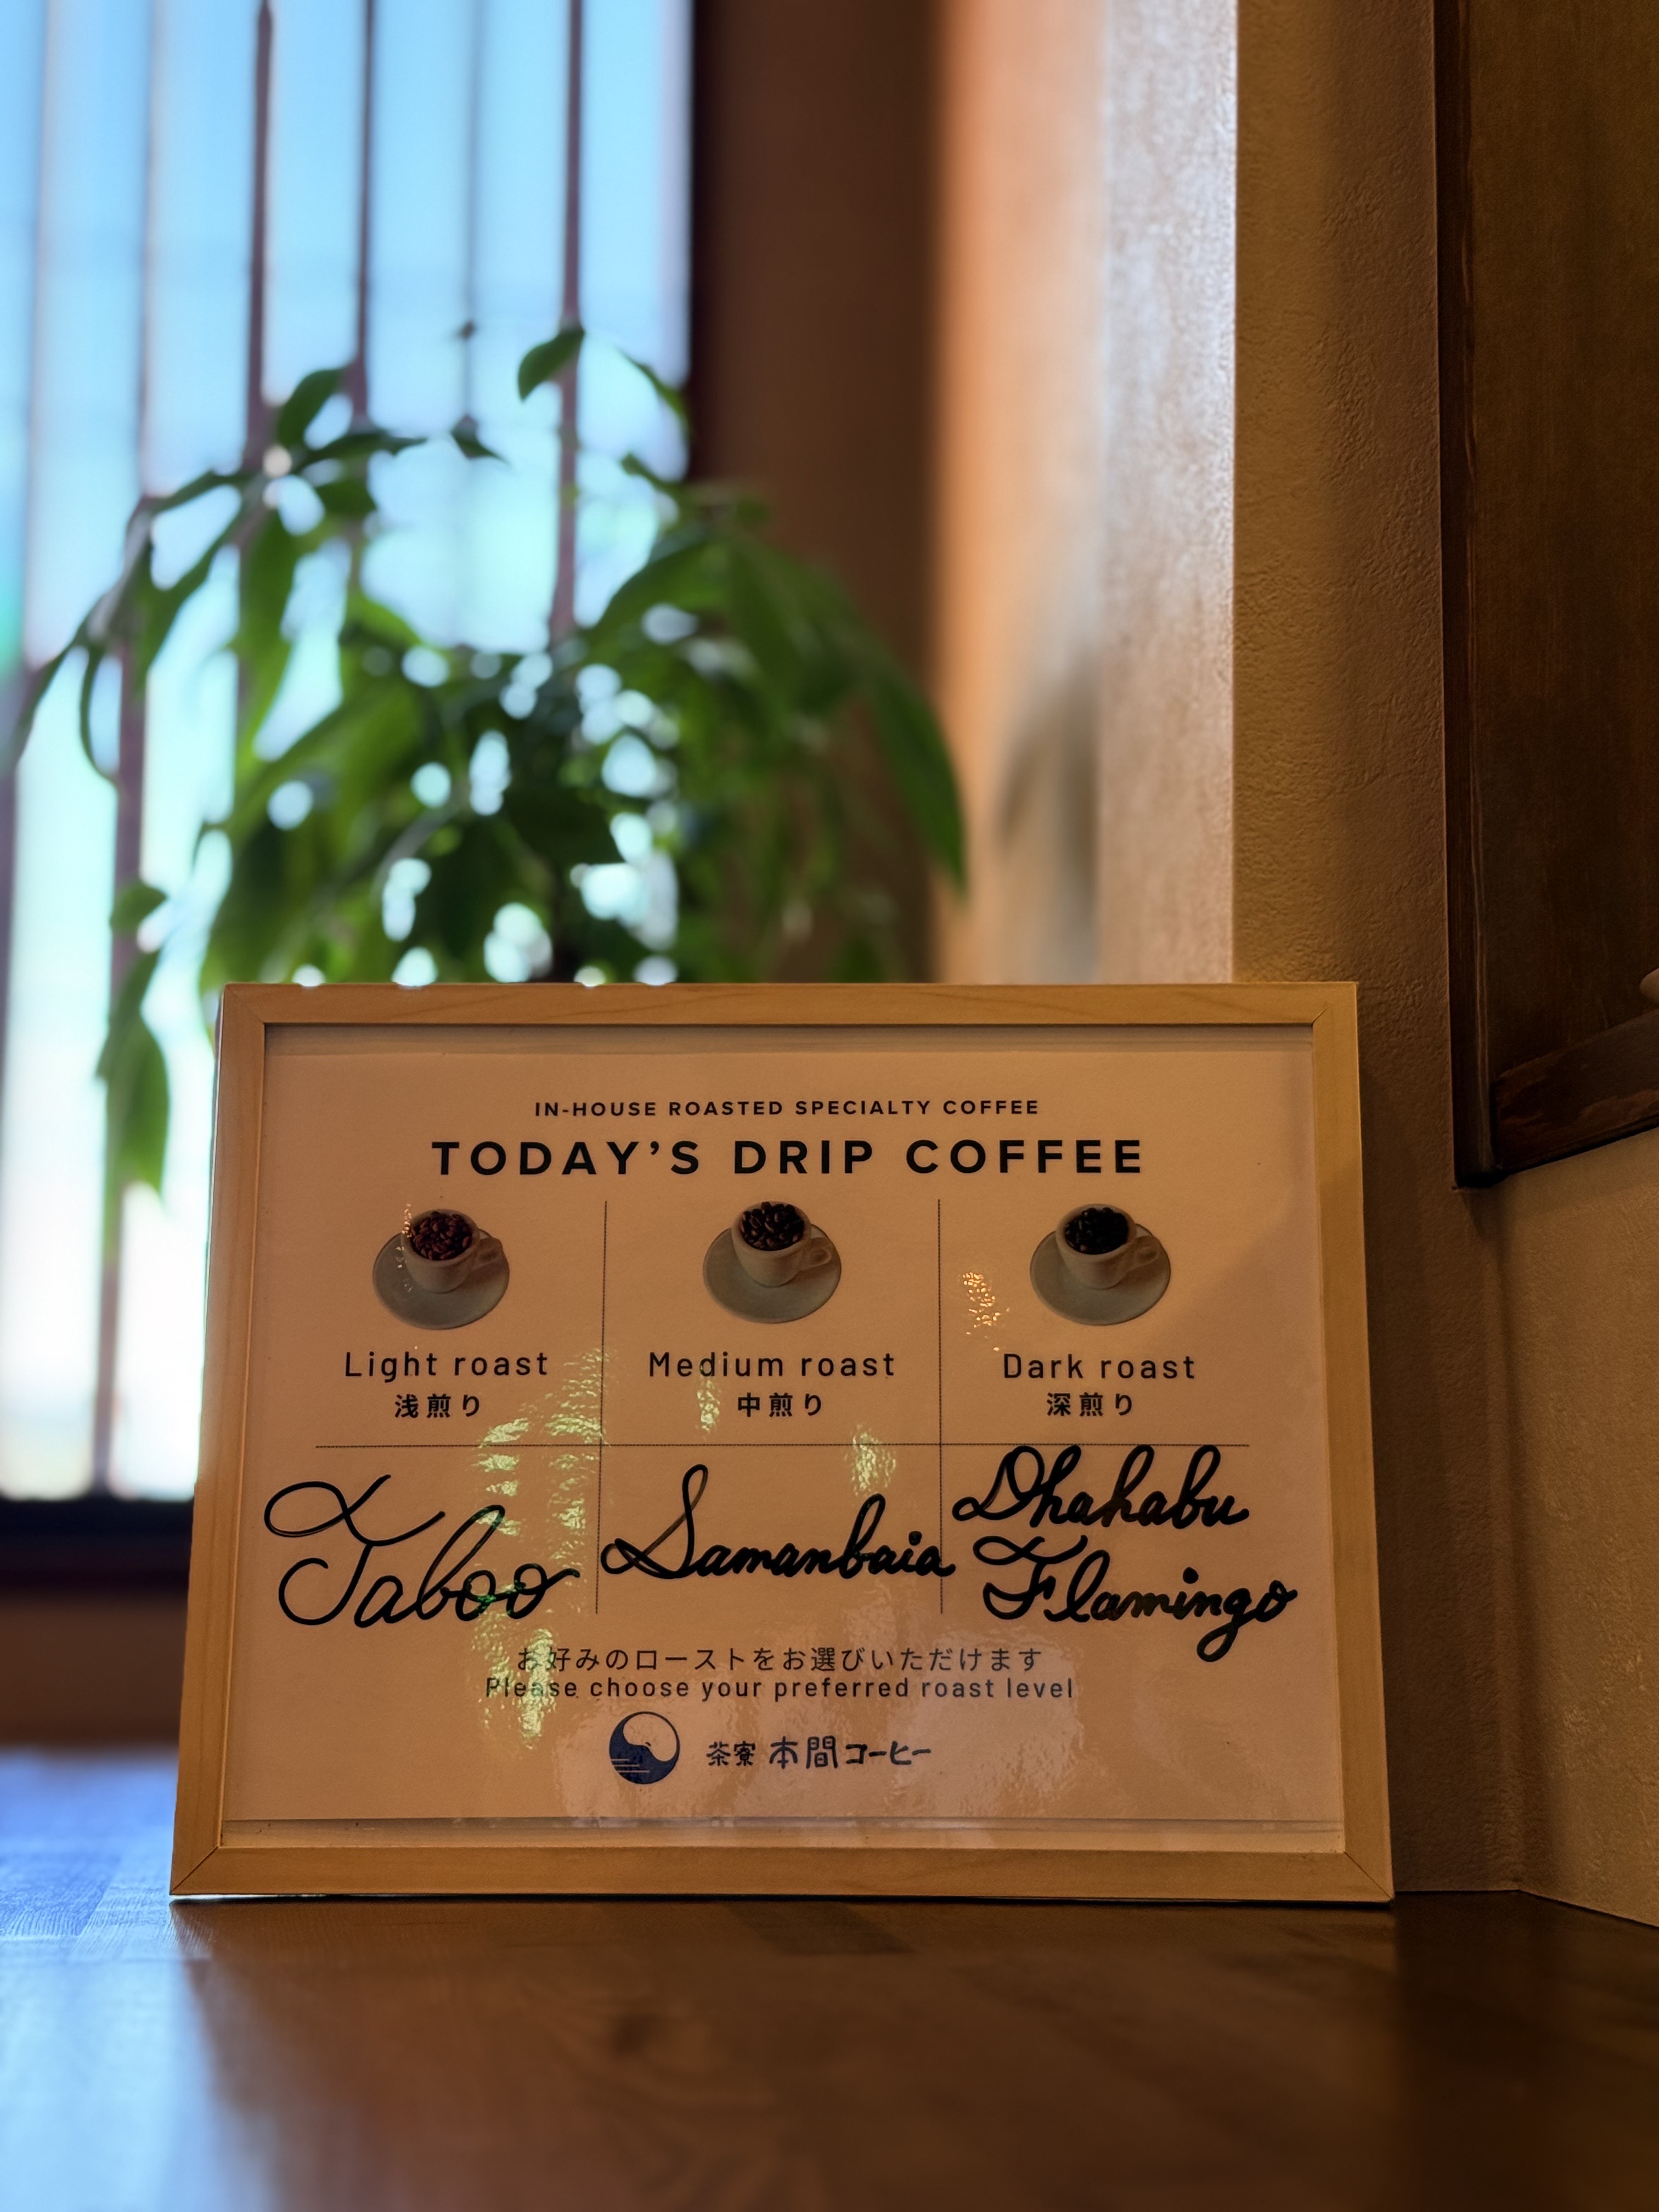 IN-HOUSE ROASTED SPECIALTY COFFEE
TODAY'S DRIP COFFEE
Light roast
浅煎り
Taboo
Medium roast
中煎り
Samanbaia
Dark roast
深煎り
Dhahabu
Flamingo
お好みのローストをお選びいただけます
Please choose your preferred roast level
茶寮 本間コーヒー